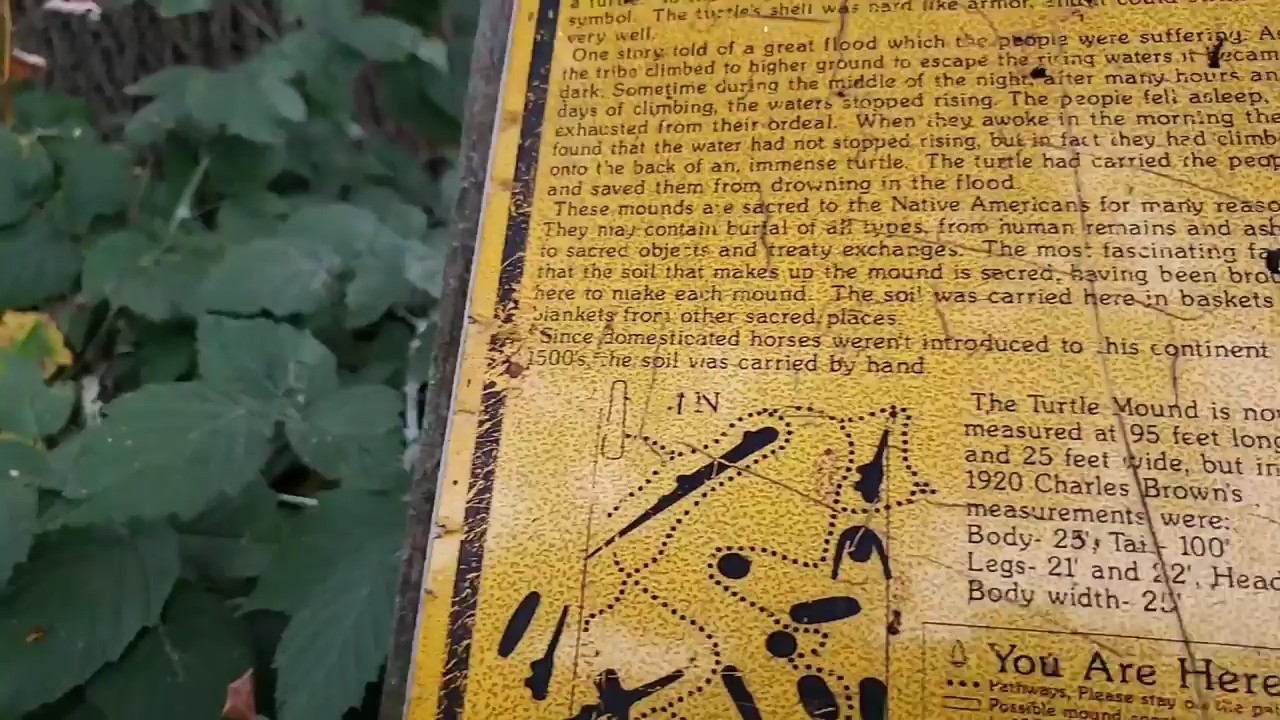 symbol. The turtle's shell was hard like armor,
very well.
One story told of a great flood which the people were suffering. As
the tribe climbed to higher ground to escape the rising waters it becam
dark. Sometime during the middle of the night, after many hours an
days of climbing, the waters stopped rising. The people fell asleep,
exhausted from their ordeal. When they awoke in the morning the
found that the water had not stopped rising, but in fact they had climb
onto the back of an, immense turtle. The turtle had carried the peop
and saved them from drowning in the flood.
These mounds are sacred to the Native Americans for many reaso
They may contain burial of all types, from human remains and ash
to sacred objects and treaty exchanges. The most fascinating fa
that the soil that makes up the mound is sacred, having been brou
here to make each mound. The soil was carried here in baskets
blankets from other sacred places.
Since domesticated horses weren't introduced to this continent
1500's, the soil was carried by hand.
N
The Turtle Mound is no
measured at 95 feet long
and 25 feet wide, but in
1920 Charles Brown's
measurements were:
Body- 25', Tail- 100'
Legs- 21' and 22', Head
Body width- 25'
You Are Here
Pathways, Please stay on the pa
Possible mound